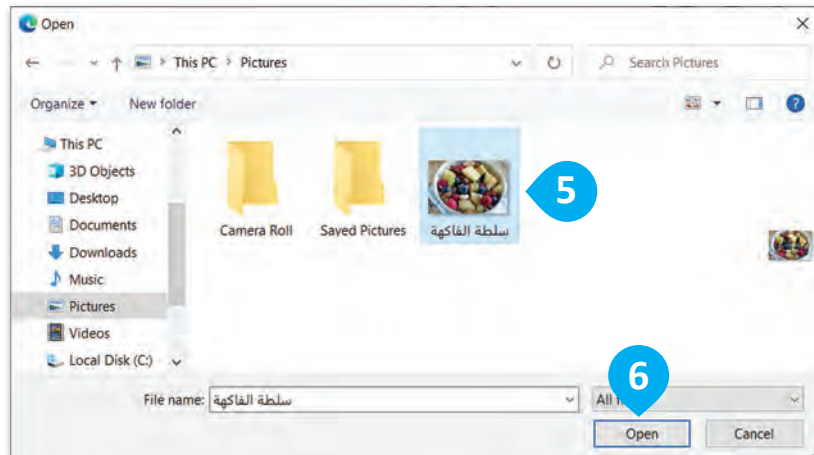 Open
This PC > Pictures
Search Pictures
Organize
New folder
This PC
3D Objects
Desktop
Documents
Downloads
Music
Pictures
Videos
Local Disk (C:)
Camera Roll
Saved Pictures
سلطة الفاكهة
5
File name:
سلطة الفاكهة
All
6
Open
Cancel